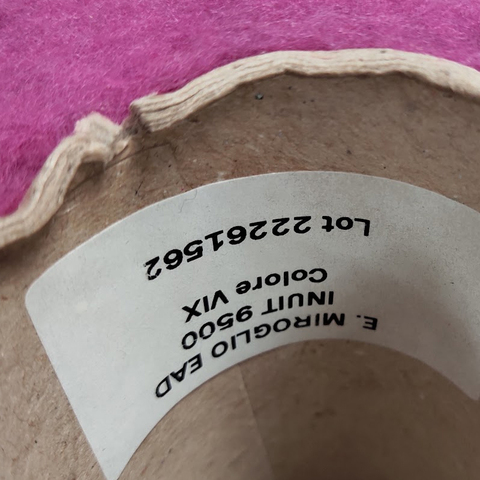 E. MIROGLIO EAD
INUIT 9500
Colore VIX
Lot 22261562